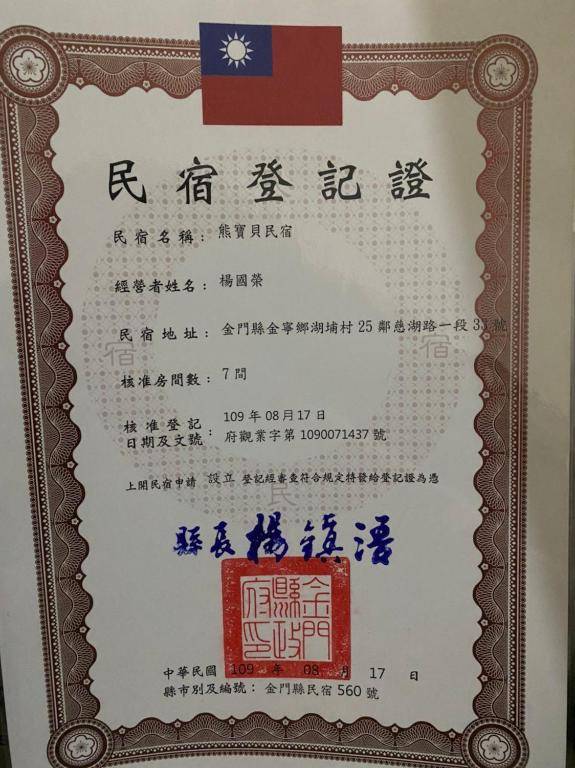 民宿登記證
民宿名稱：熊寶貝民宿
經營者姓名：楊國榮
民宿地址：金門縣金寧鄉湖埔村25鄰慈湖路一段33號
核准房間數：7間
核准登記日期及文號：109年08月17日
府觀業字第1090071437號
上開民宿申請 設立 登記經審查符合規定特發給登記證為憑
縣長楊鎮浯
金門縣政府印
中華民國 109 年 08 月 17 日
縣市別及編號：金門縣民宿560號